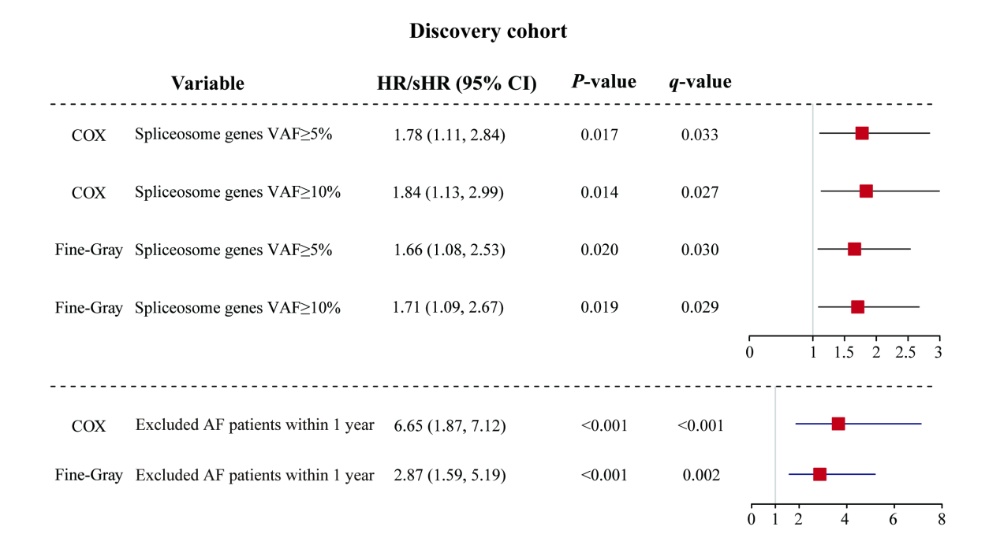 Discovery cohort
Variable HR/sHR (95% CI) P-value q-value
COX Spliceosome genes VAF≥5% 1.78 (1.11, 2.84) 0.017 0.033
COX Spliceosome genes VAF≥10% 1.84 (1.13, 2.99) 0.014 0.027
Fine-Gray Spliceosome genes VAF≥5% 1.66 (1.08, 2.53) 0.020 0.030
Fine-Gray Spliceosome genes VAF≥10% 1.71 (1.09, 2.67) 0.019 0.029
0 1 1.5 2 2.5 3
COX Excluded AF patients within 1 year 6.65 (1.87, 7.12) <0.001 <0.001
Fine-Gray Excluded AF patients within 1 year 2.87 (1.59, 5.19) <0.001 0.002
0 1 2 4 6 8